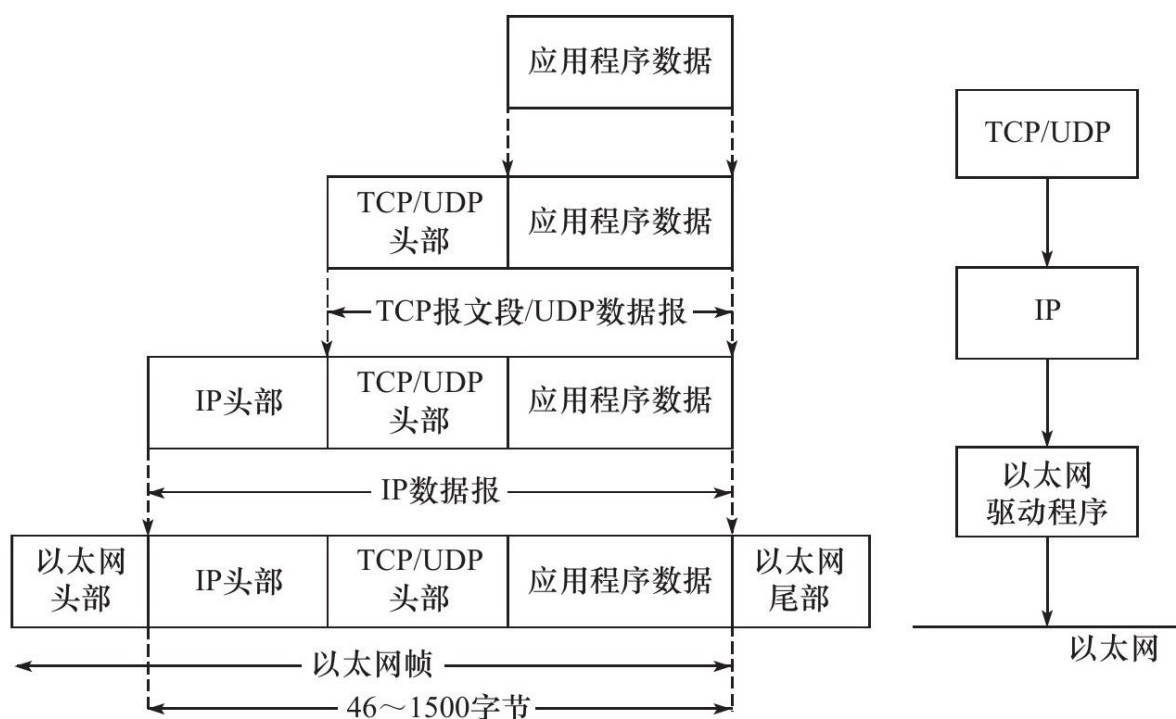 应用程序数据
TCP/UDP
头部
应用程序数据
TCP报文段/UDP数据报
IP头部
TCP/UDP
头部
应用程序数据
IP数据报
以太网
头部
IP头部
TCP/UDP
头部
应用程序数据
以太网
尾部
以太网帧
46～1500字节
TCP/UDP
IP
以太网
驱动程序
以太网